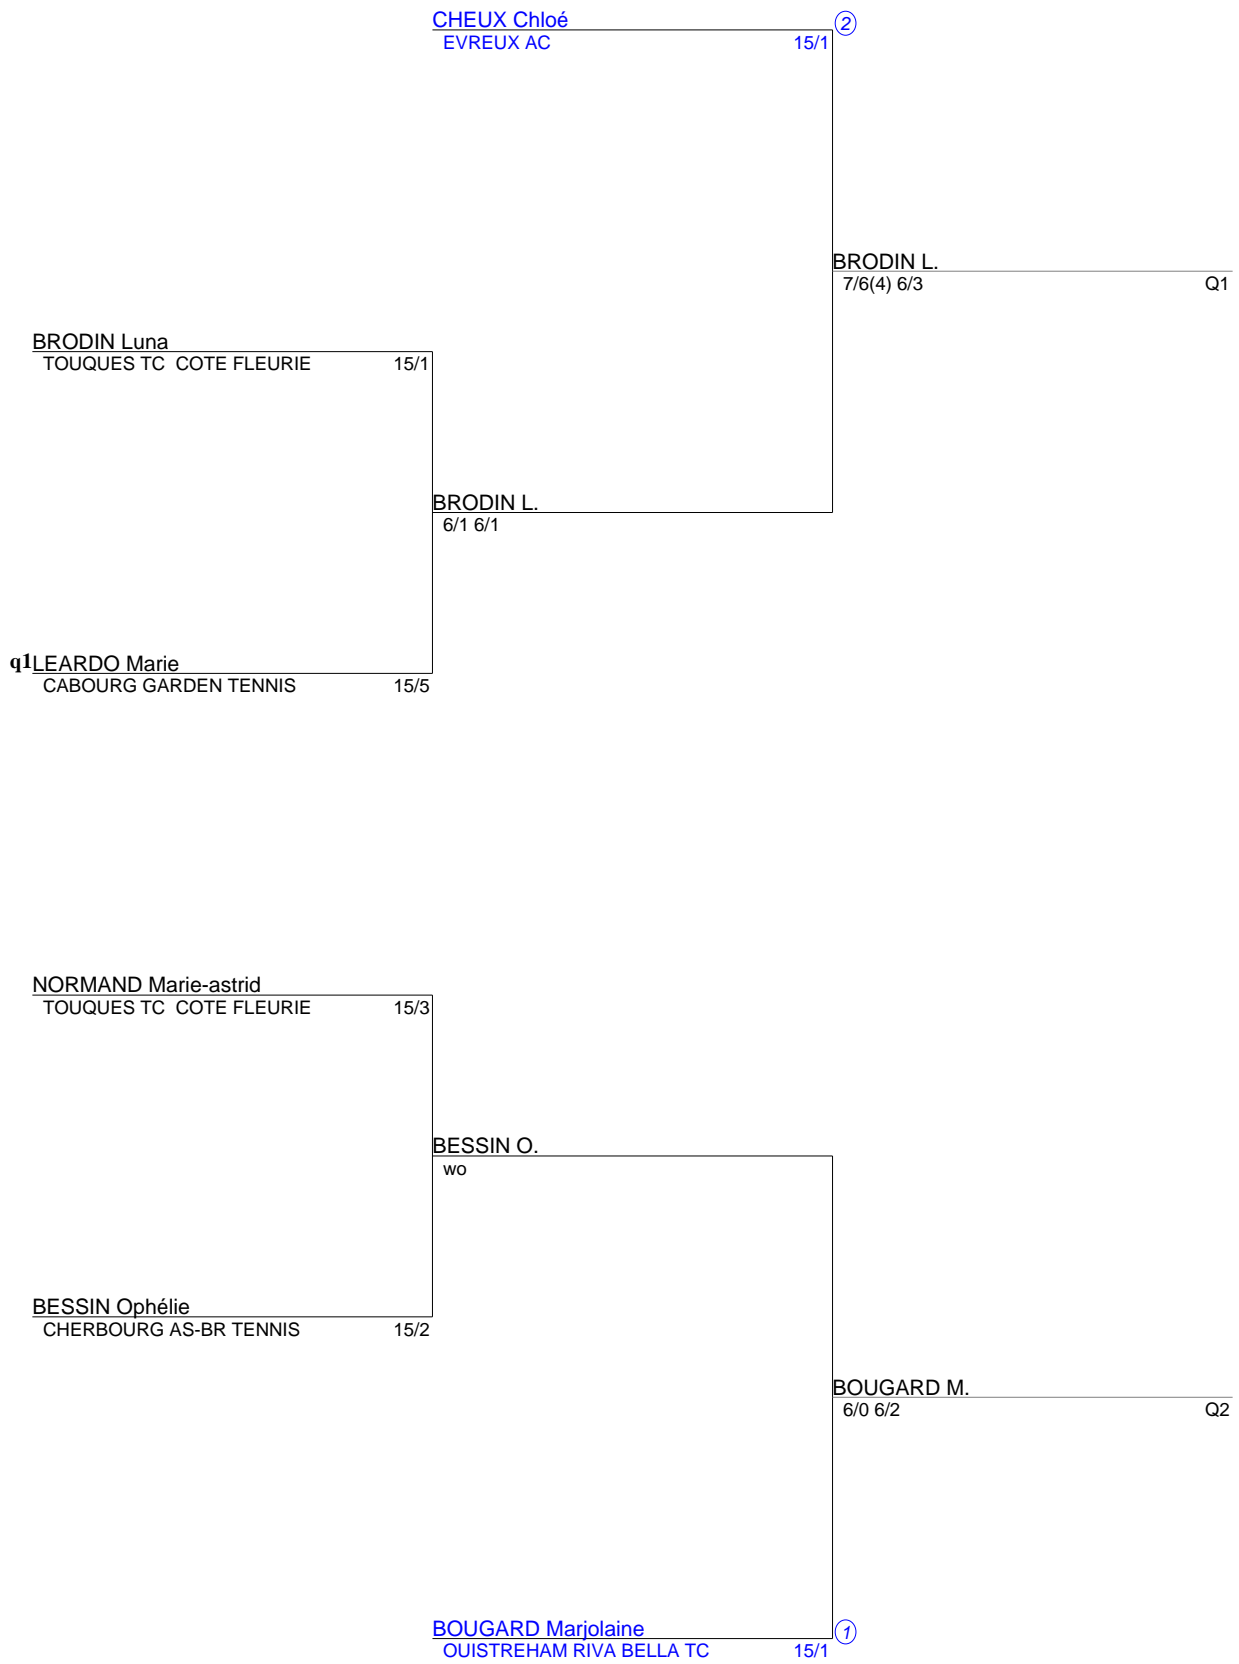 CHEUX Chloé 2
EVREUX AC 15/1
BRODIN L.
7/6(4) 6/3 Q1
BRODIN Luna
TOUQUES TC COTE FLEURIE 15/1
BRODIN L.
6/1 6/1
q1 LEARDO Marie
CABOURG GARDEN TENNIS 15/5
NORMAND Marie-astrid
TOUQUES TC COTE FLEURIE 15/3
BESSIN O.
wo
BESSIN Ophélie
CHERBOURG AS-BR TENNIS 15/2
BOUGARD M.
6/0 6/2 Q2
BOUGARD Marjolaine 1
OUISTREHAM RIVA BELLA TC 15/1